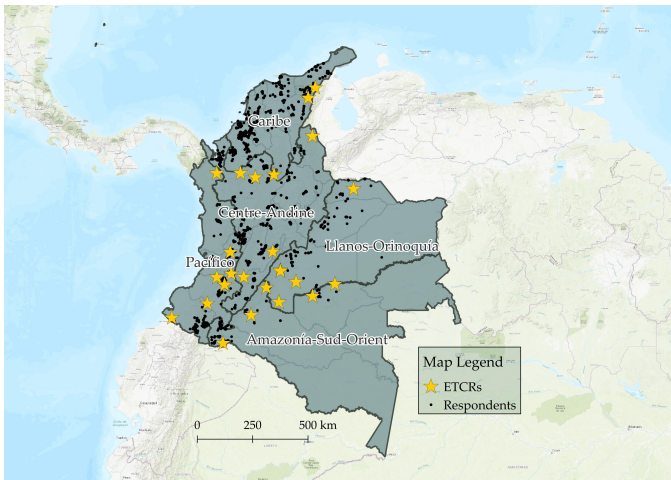 Caribe
Centre-Andine
Llanos-Orinoquía
Pacífico
Amazonía-Sud-Orient
Map Legend
ETCRs
Respondents
0 250 500 km